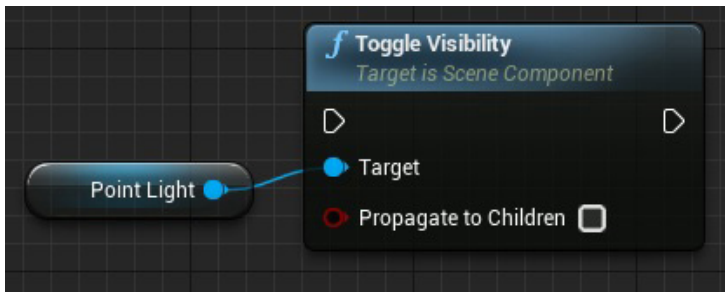 f Toggle Visibility
Target is Scene Component
Target
Point Light
Propagate to Children